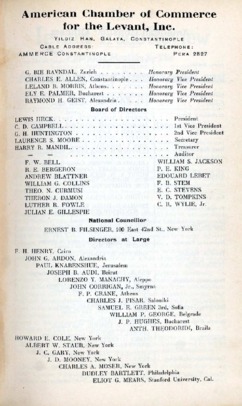 American Chamber of Commerce
for the Levant, Inc.
YILDIZ HAN, GALATA, CONSTANTINOPLE
CABLE ADDRESS: TELEPHONE:
AMMERCE CONSTANTINOPLE PERA 2897
G. BIE RAVNDAL, Zurich Honorary President
CHARLES E. ALLEN, Constantinople Honorary Vice President
LELAND B. MORRIS, Athens Honorary Vice President
ELY E. PALMER, Bucharest Honorary Vice President
RAYMOND H. GEIST, Alexandria Honorary Vice President
Board of Directors
LEWIS HECK President
C. D. CAMPBELL 1st Vice President
G. H. HUNTINGTON 2nd Vice President
LAURENCE S. MOORE Secretary
HARRY B. MANDIL Treasurer
— — Auditor
F. W. BELL WILLIAM S. JACKSON
R. E. BERGERON P. E. KING
ANDREW BLATTNER EDOUARD LEBET
WILLIAM G. COLLINS F. B. STEM
THEO. N. CURMUSI E. C. STEVENS
THERON J. DAMON V. D. TOMPKINS
LUTHER R. FOWLE C. R. WYLIE, Jr.
JULIAN E. GILLESPIE
National Councillor
ERNEST B. FILSINGER, 100 East 42nd St., New York
Directors at Large
F. H. HENRY, Cairo
JOHN G. ARDON, Alexandria
PAUL KNABENSHUE, Jerusalem
JOSEPH D. AUDI, Beirut
LORENZO Y. MANACHY, Aleppo
JOHN CORRIGAN, Jr., Smyrna
P. P. CRANE, Athens
CHARLES J. PISAR, Saloniki
SAMUEL B. GREEN 3rd, Sofia
WILLIAM P. GEORGE, Belgrade
J. P. HUGHES, Bucharest
ANTH. THEODORIDI, Braila
HOWARD E. COLE, New York
ALBERT W. STAUB, New York
J. C. GARY, New York
J. D. MOONEY, New York
CHARLES A. MOSER, New York
DUDLEY BARTLETT, Philadelphia
ELIOT G. MEARS, Stanford University, Cal.